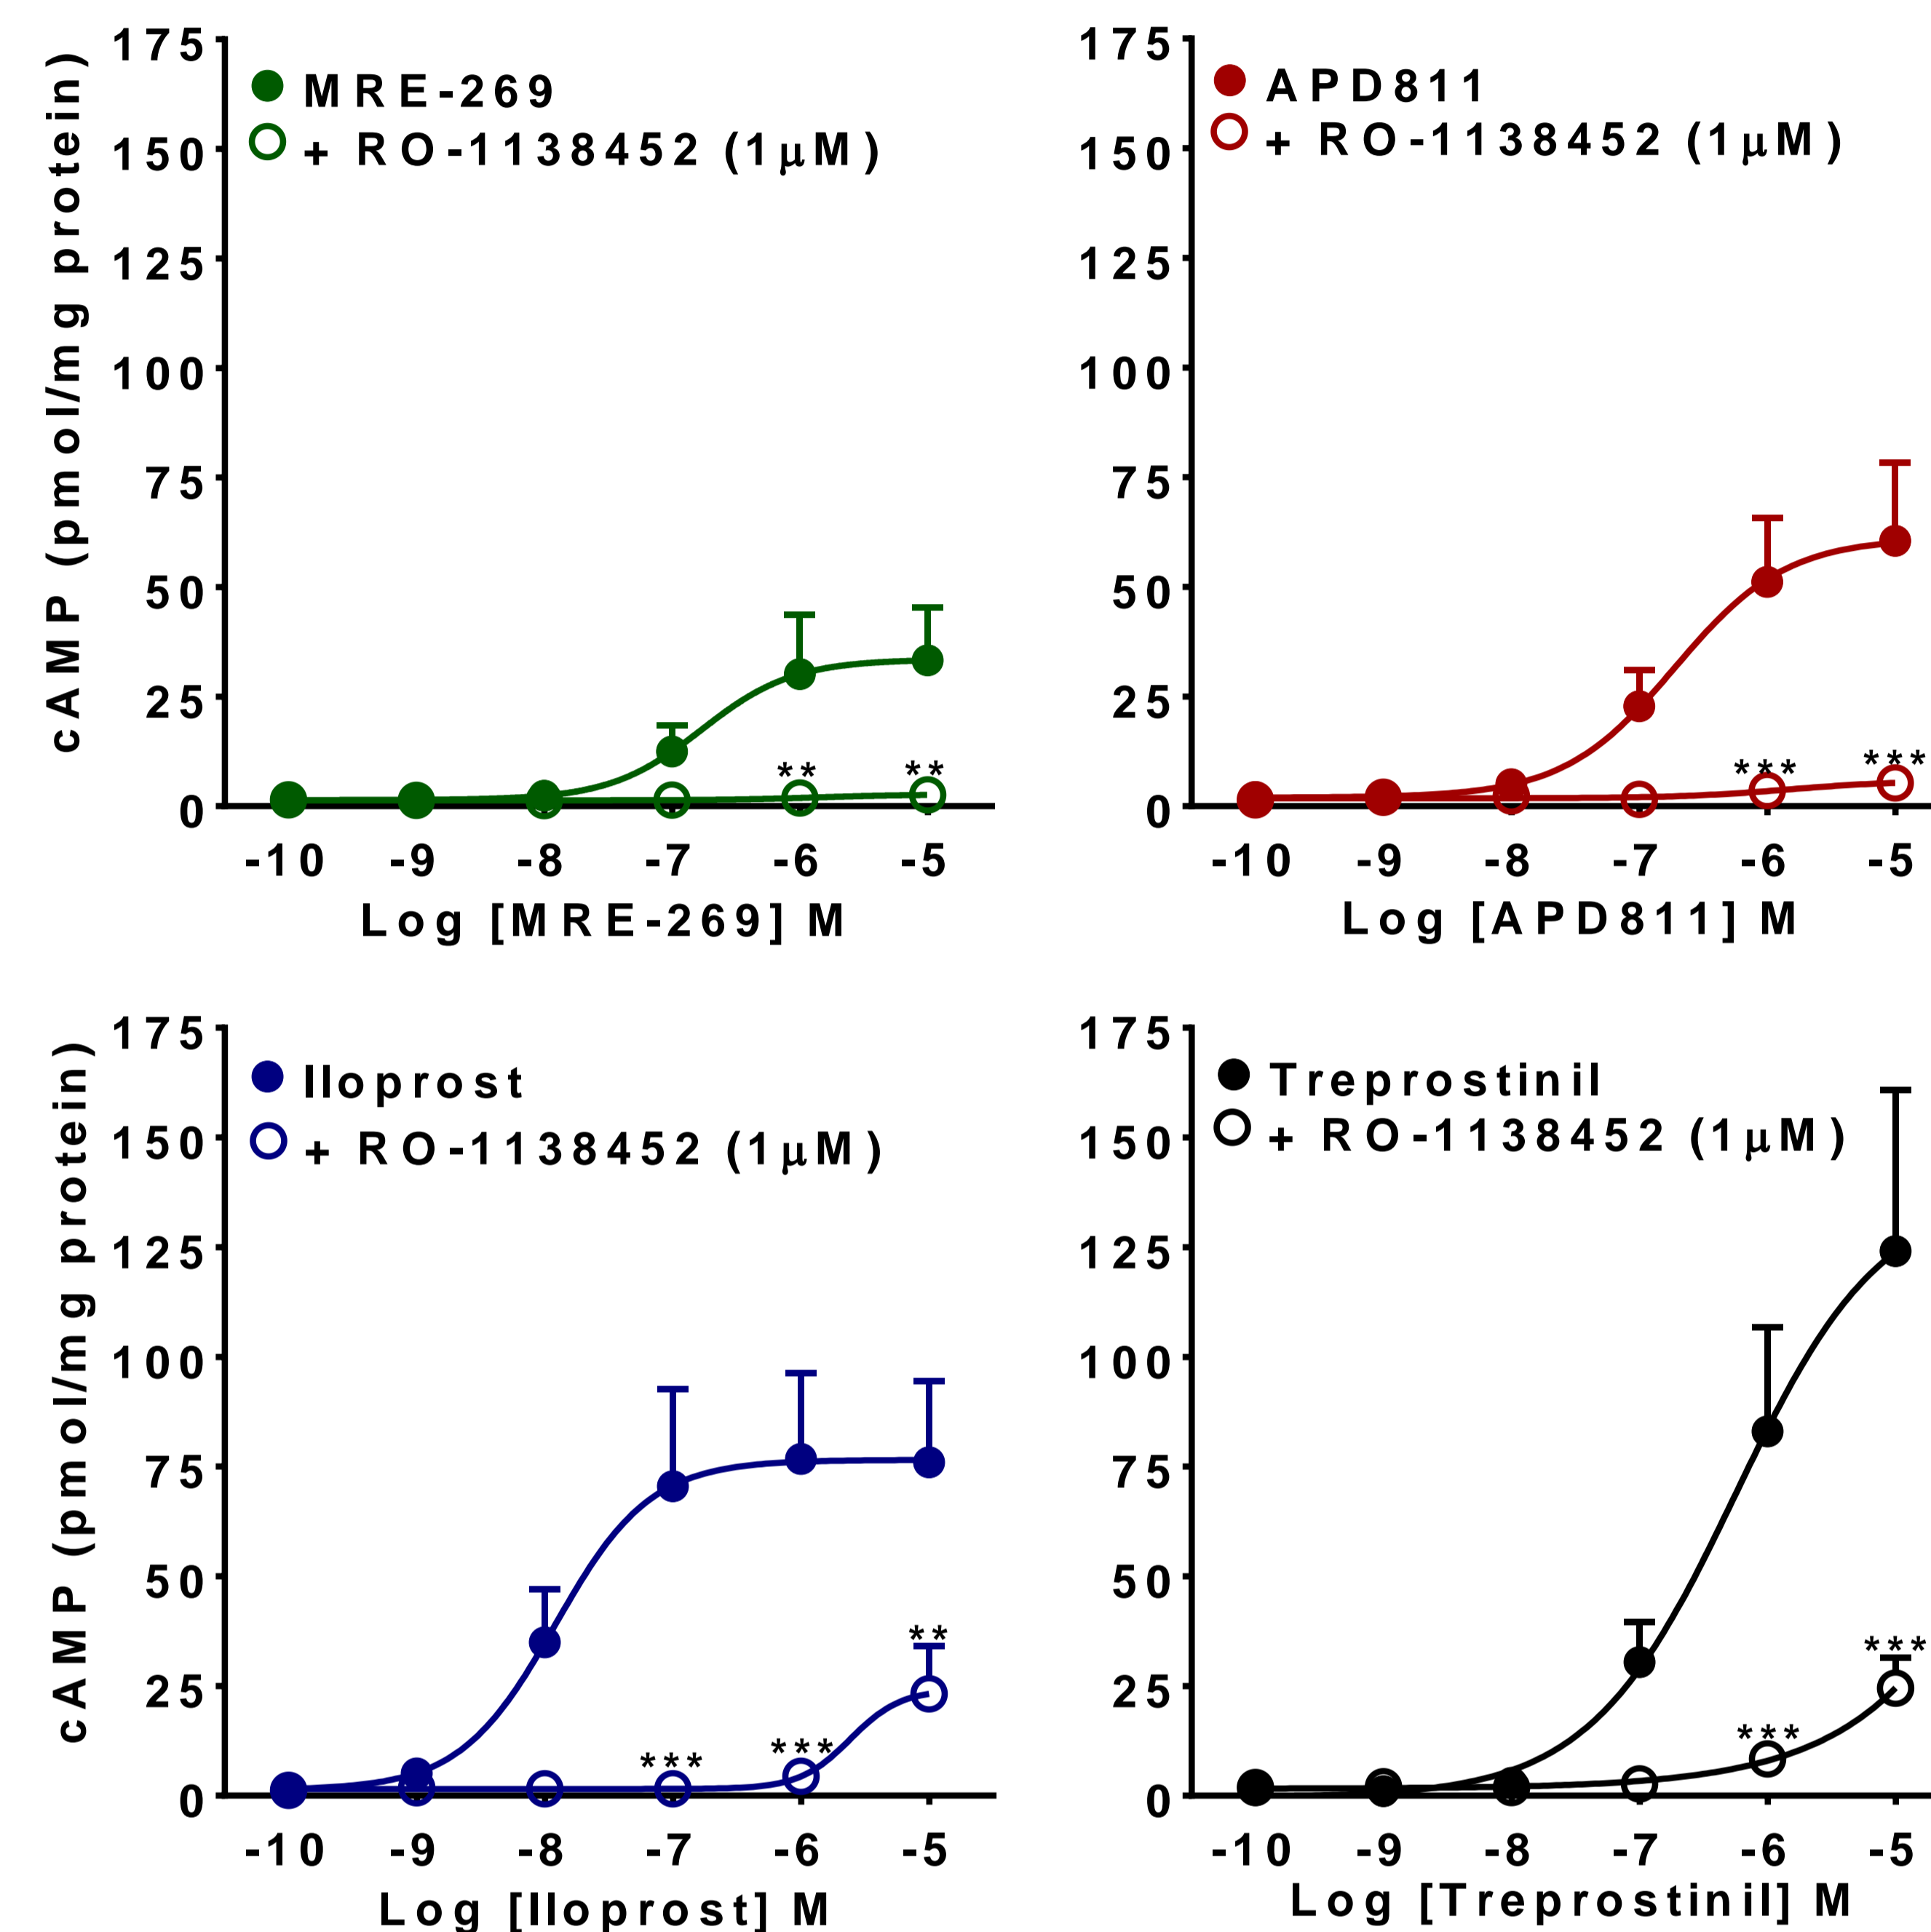 cAMP (pmol/mg protein)
175
150
125
100
75
50
25
0
MRE-269
+ RO-1138452 (1µM)
** **
-10 -9 -8 -7 -6 -5
Log [MRE-269] M
175
150
125
100
75
50
25
0
APD811
+ RO-1138452 (1µM)
*** ***
-10 -9 -8 -7 -6 -5
Log [APD811] M
cAMP (pmol/mg protein)
175
150
125
100
75
50
25
0
Iloprost
+ RO-1138452 (1µM)
**
*** ***
-10 -9 -8 -7 -6 -5
Log [Iloprost] M
175
150
125
100
75
50
25
0
Treprostinil
+ RO-1138452 (1µM)
***
***
-10 -9 -8 -7 -6 -5
Log [Treprostinil] M